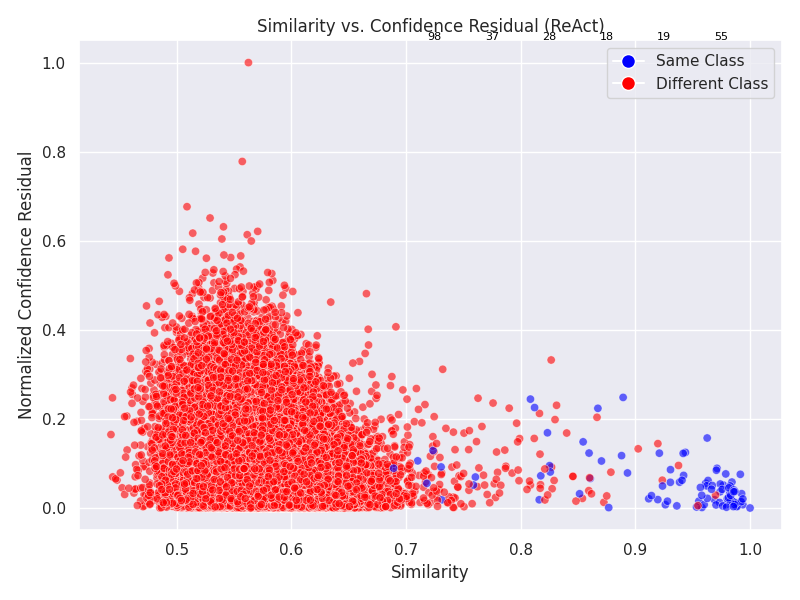 Similarity vs. Confidence Residual (ReAct)
98 37 28 18 19 55
Same Class
Different Class
1.0
0.8
0.6
0.4
0.2
0.0
Normalized Confidence Residual
0.5 0.6 0.7 0.8 0.9 1.0
Similarity